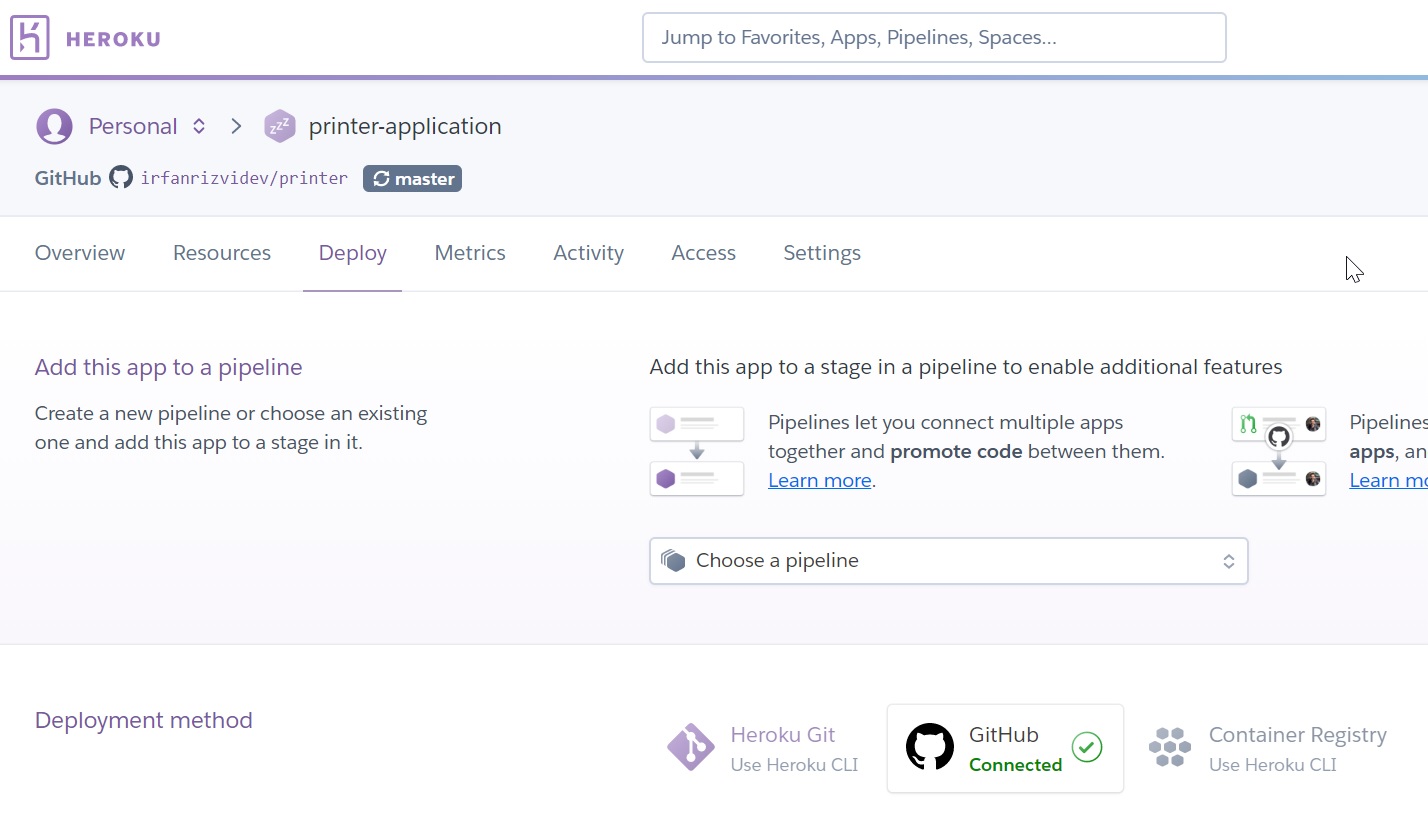 HEROKU
Jump to Favorites, Apps, Pipelines, Spaces...
Personal
zzz
printer-application
GitHub irfanrizvidev/printer master
Overview Resources Deploy Metrics Activity Access Settings
Add this app to a pipeline
Create a new pipeline or choose an existing
one and add this app to a stage in it.
Add this app to a stage in a pipeline to enable additional features
Pipelines let you connect multiple apps
together and promote code between them.
Learn more.
Pipelines
apps, an
Learn mo
Choose a pipeline
Deployment method
Heroku Git
Use Heroku CLI
GitHub
Connected
Container Registry
Use Heroku CLI